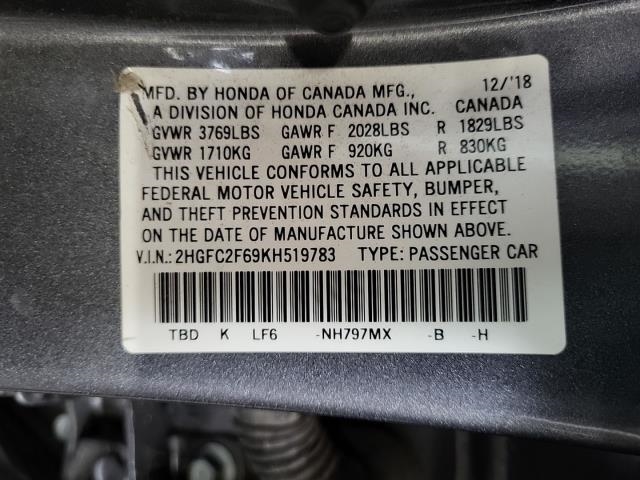 MFD. BY HONDA OF CANADA MFG., 12/'18
A DIVISION OF HONDA CANADA INC. CANADA
GVWR 3769LBS GAWR F 2028LBS R 1829LBS
GVWR 1710KG GAWR F 920KG R 830KG
THIS VEHICLE CONFORMS TO ALL APPLICABLE
FEDERAL MOTOR VEHICLE SAFETY, BUMPER,
AND THEFT PREVENTION STANDARDS IN EFFECT
ON THE DATE OF MANUFACTURE SHOWN ABOVE.
V.I.N.: 2HGFC2F69KH519783 TYPE: PASSENGER CAR
TBD K LF6 -NH797MX -B -H